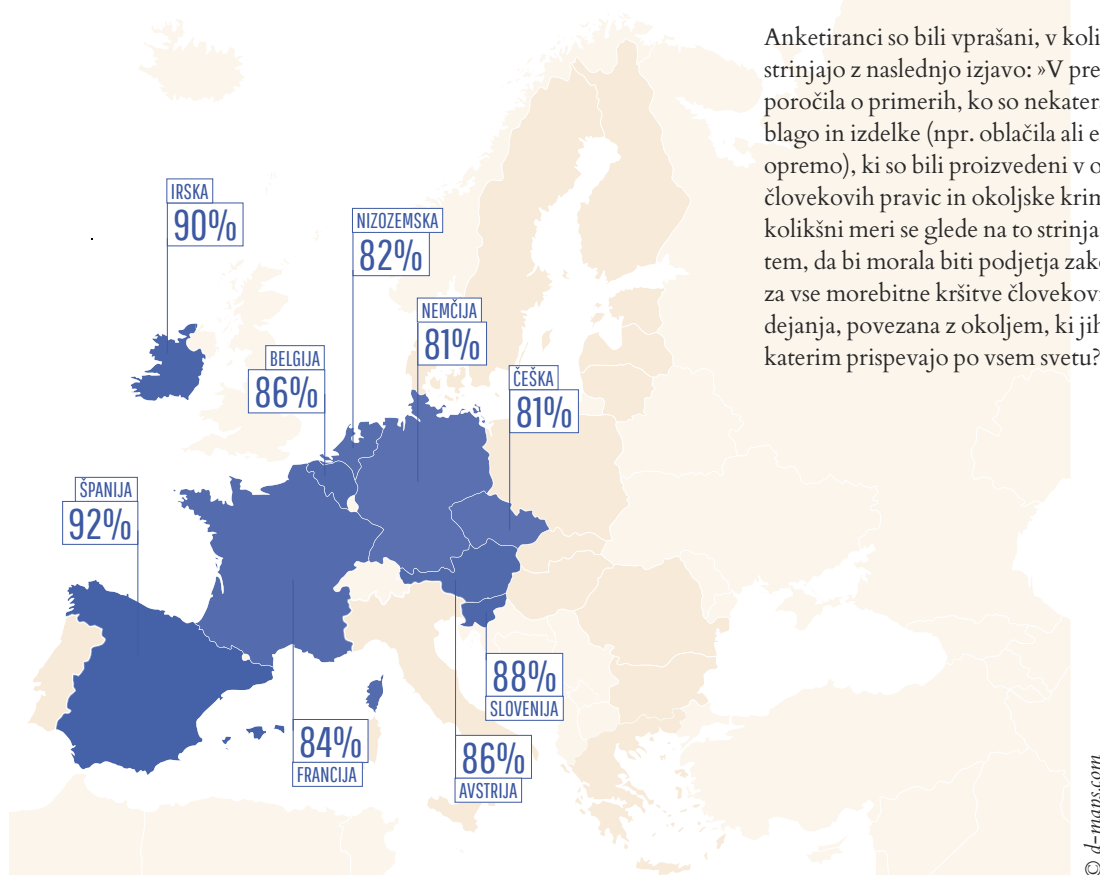 Anketiranci so bili vprašani, v koli
strinjajo z naslednjo izjavo: »V pre
poročila o primerih, ko so nekatera
blago in izdelke (npr. oblačila ali e
opremo), ki so bili proizvedeni v o
človekovih pravic in okoljske krim
kolikšni meri se glede na to strinja
tem, da bi morala biti podjetja zako
za vse morebitne kršitve človekovi
dejanja, povezana z okoljem, ki jih
katerim prispevajo po vsem svetu?
IRSKA
90%
NIZOZEMSKA
82%
NEMČIJA
81%
BELGIJA
86%
ČEŠKA
81%
ŠPANIJA
92%
88%
SLOVENIJA
84%
FRANCIJA
86%
AVSTRIJA
© d-maps.com